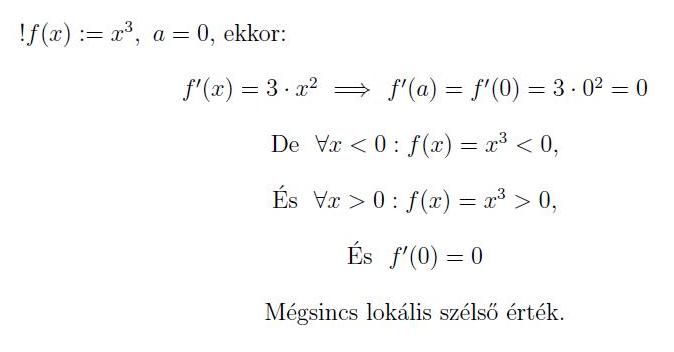 !f(x) := x³, a = 0, ekkor:
f′(x) = 3 · x² ⟹ f′(a) = f′(0) = 3 · 0² = 0
De ∀x < 0 : f(x) = x³ < 0,
És ∀x > 0 : f(x) = x³ > 0,
És f′(0) = 0
Mégsincs lokális szélső érték.